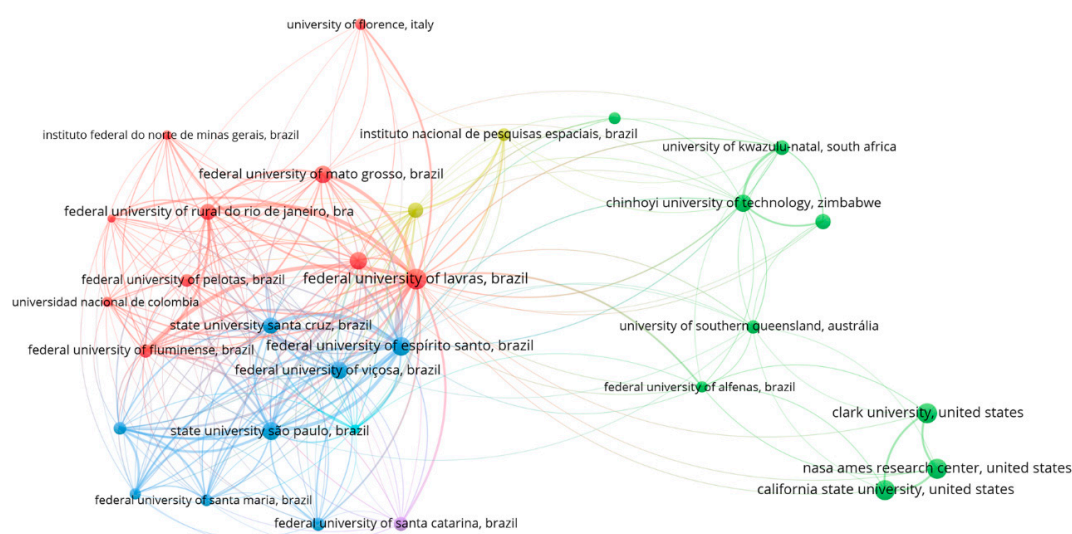 university of florence, italy
instituto federal do norte de minas gerais, brazil
instituto nacional de pesquisas espaciais, brazil
university of kwazulu-natal, south africa
federal university of mato grosso, brazil
chinhoyi university of technology, zimbabwe
federal university of rural do rio de janeiro, bra
federal university of pelotas, brazil
federal university of lavras, brazil
universidad nacional de colombia
state university santa cruz, brazil
university of southern queensland, austrália
federal university of fluminense, brazil
federal university of espírito santo, brazil
federal university of viçosa, brazil
federal university of alfenas, brazil
clark university, united states
state university são paulo, brazil
nasa ames research center, united states
california state university, united states
federal university of santa maria, brazil
federal university of santa catarina, brazil